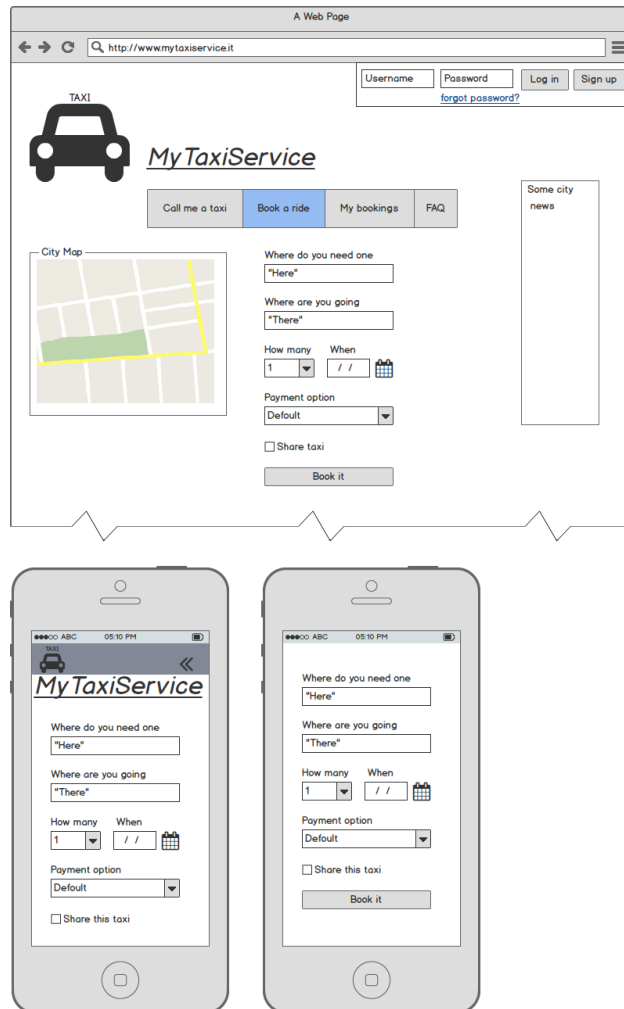 A Web Page
http://www.mytaxiservice.it
Username Password Log in Sign up
forgot password?
TAXI
MyTaxiService
Call me a taxi Book a ride My bookings FAQ
Some city
news
City Map
Where do you need one
"Here"
Where are you going
"There"
How many When
1 / /
Payment option
Default
Share taxi
Book it
ABC 05:10 PM
TAXI
MyTaxiService
Where do you need one
"Here"
Where are you going
"There"
How many When
1 / /
Payment option
Default
Share this taxi
ABC 05:10 PM
Where do you need one
"Here"
Where are you going
"There"
How many When
1 / /
Payment option
Default
Share this taxi
Book it